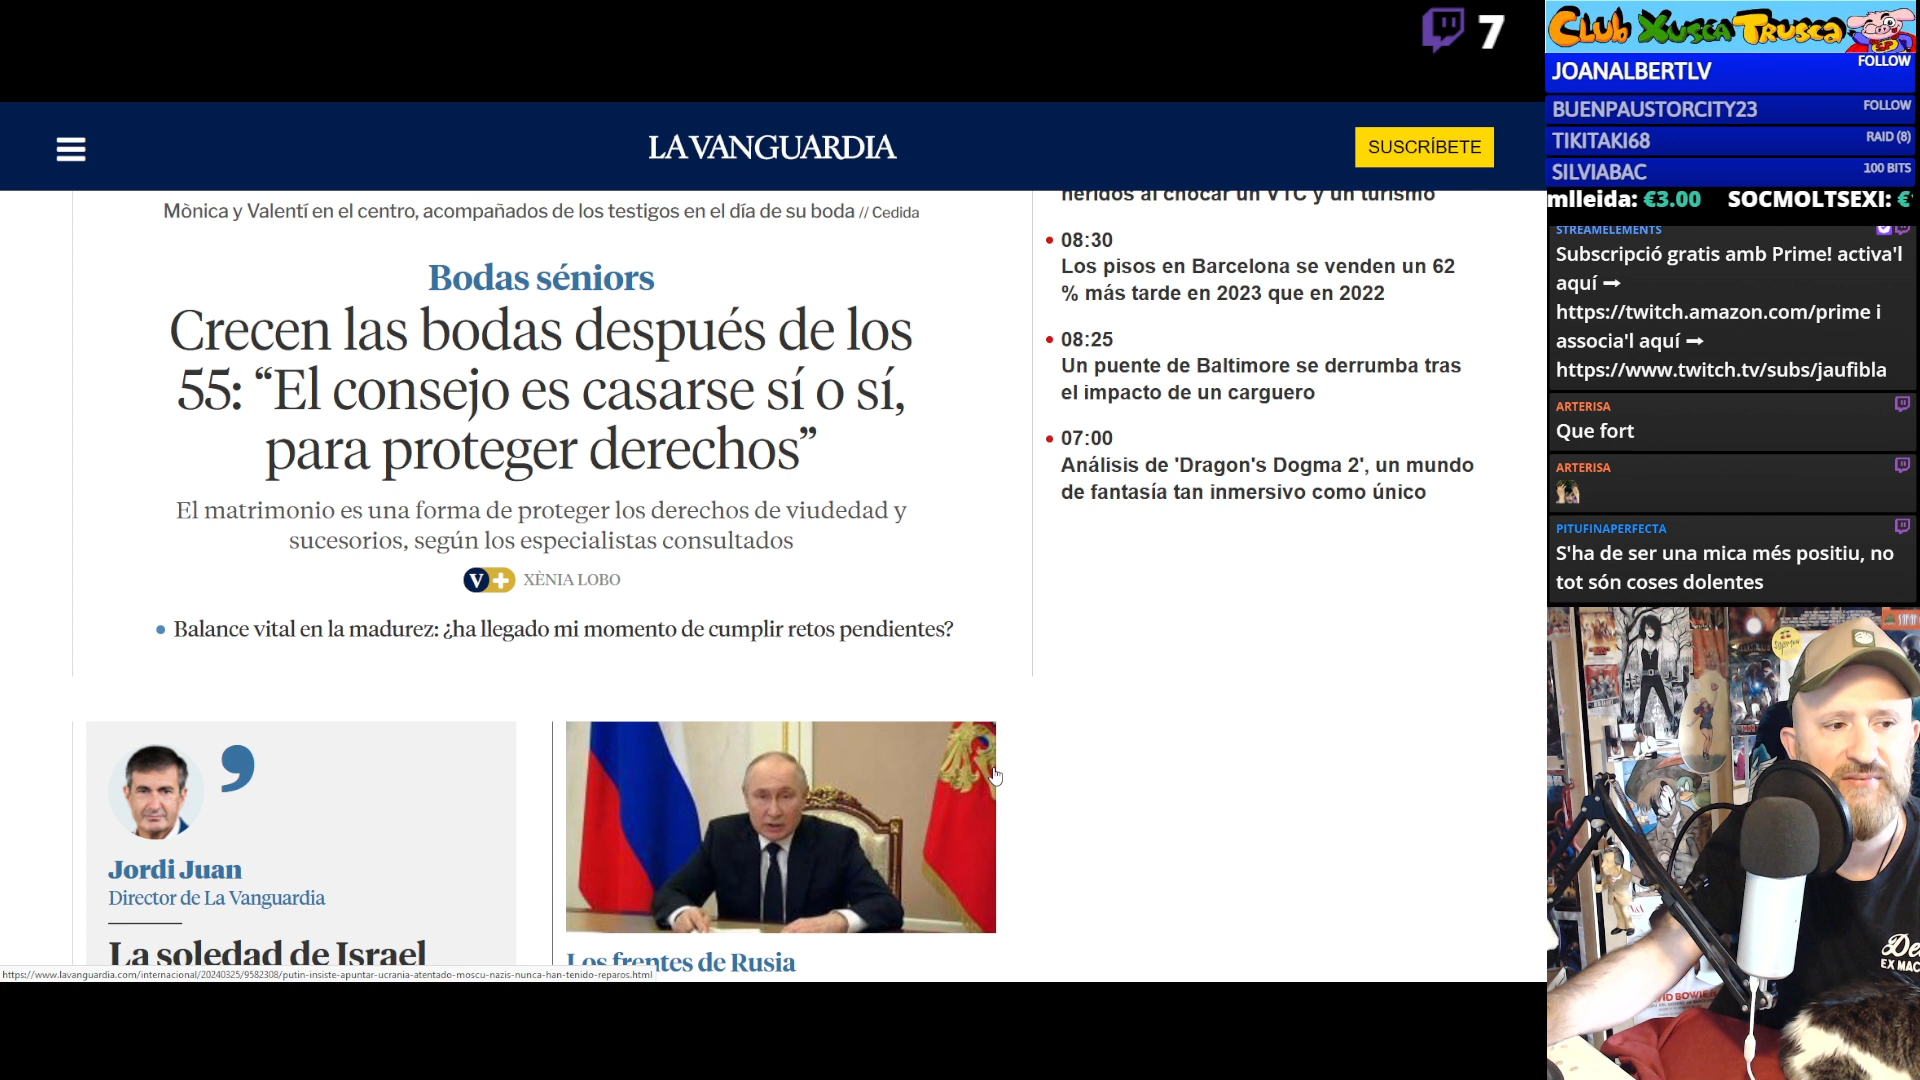 7
LA VANGUARDIA
SUSCRÍBETE
Mònica y Valentí en el centro, acompañados de los testigos en el día de su boda // Cedida
Bodas séniors
Crecen las bodas después de los
55: “El consejo es casarse sí o sí,
para proteger derechos”
El matrimonio es una forma de proteger los derechos de viudedad y
sucesorios, según los especialistas consultados
V+ XÈNIA LOBO
• Balance vital en la madurez: ¿ha llegado mi momento de cumplir retos pendientes?
Jordi Juan
Director de La Vanguardia
La soledad de Israel
Los frentes de Rusia
https://www.lavanguardia.com/internacional/20240325/9582308/putin-insiste-apuntar-ucrania-atentado-moscu-nazis-nunca-han-tenido-reparos.html
heridos al chocar un VTC y un turismo
• 08:30
Los pisos en Barcelona se venden un 62
% más tarde en 2023 que en 2022
• 08:25
Un puente de Baltimore se derrumba tras
el impacto de un carguero
• 07:00
Análisis de 'Dragon's Dogma 2', un mundo
de fantasía tan inmersivo como único
Club Xusca Trusca
JOANALBERTLV FOLLOW
BUENPAUSTORCITY23 FOLLOW
TIKITAKI68 RAID (8)
SILVIABAC 100 BITS
mlleida: €3.00 SOCMOLTSEXI: €
STREAMELEMENTS
Subscripció gratis amb Prime! activa'l
aquí ➡
https://twitch.amazon.com/prime i
associa'l aquí ➡
https://www.twitch.tv/subs/jaufibla
ARTERISA
Que fort
ARTERISA
PITUFINAPERFECTA
S'ha de ser una mica més positiu, no
tot són coses dolentes
De
EX MAC
DAVID BOWIE